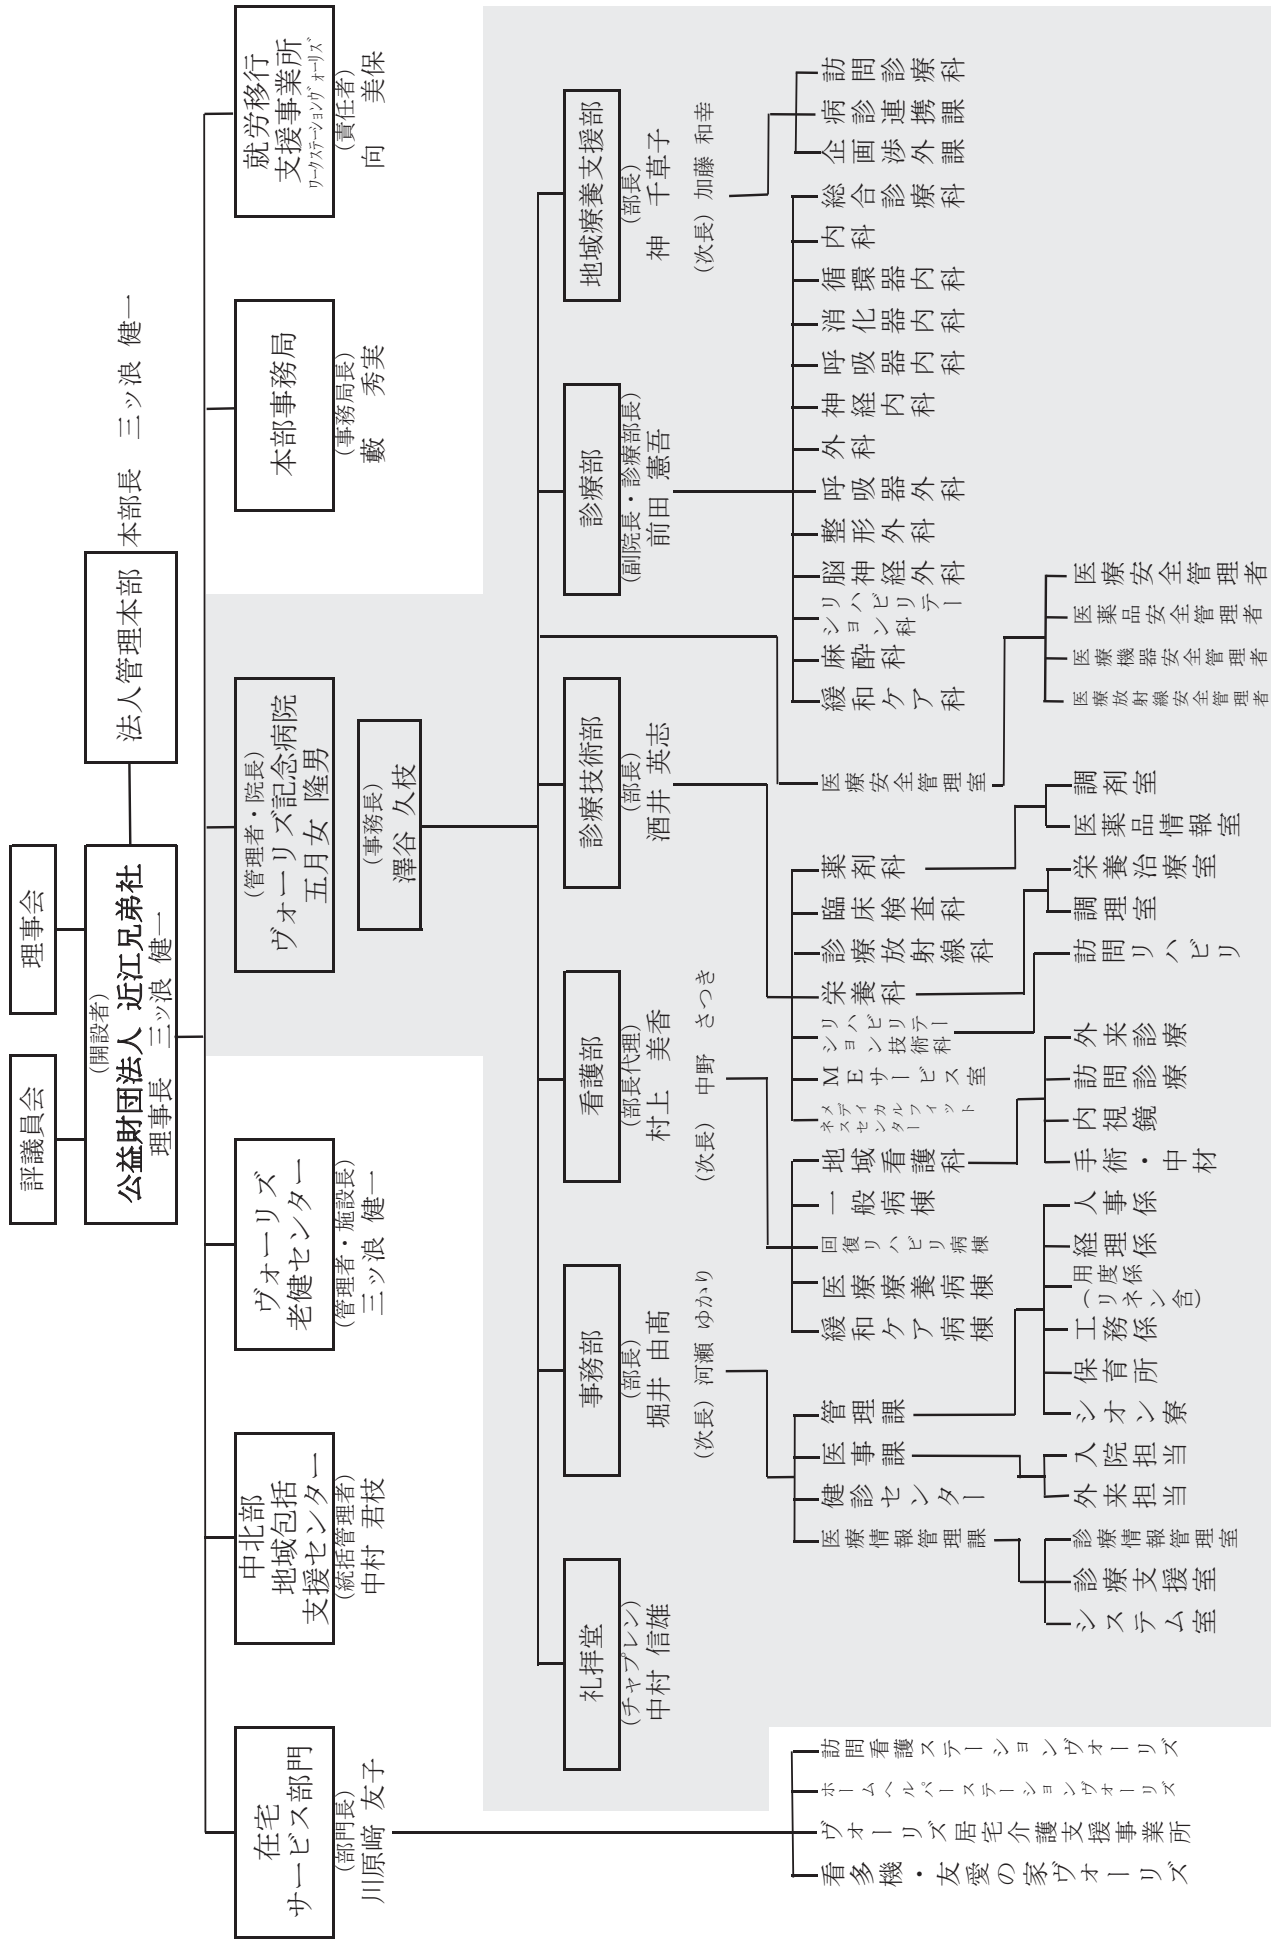 評議員会
理事会
(開設者)
公益財団法人 近江兄弟社
理事長 三ッ浪 健一
法人管理本部
本部長 三ッ浪 健一
在宅
サービス部門
(部門長)
川原﨑 友子
中北部
地域包括
支援センター
(統括管理者)
中村 君枝
ヴォーリズ
老健センター
(管理者・施設長)
三ッ浪 健一
(管理者・院長)
ヴォーリズ記念病院
五月女 隆男
(事務長)
澤谷 久枝
本部事務局
(事務局長)
藪 秀実
就労移行
支援事業所
ワークステーションヴォーリズ
(責任者)
向 美保
礼拝堂
(チャプレン)
中村 信雄
事務部
(部長)
堀井 由髙
(次長) 河瀬 ゆかり
看護部
(部長代理)
村上 美香
(次長) 中野 さつき
診療技術部
(部長)
酒井 英志
診療部
(副院長・診療部長)
前田 憲吾
地域療養支援部
(部長)
神 千草子
(次長) 加藤 和幸
看多機・友愛の家ヴォーリズ
ヴォーリズ居宅介護支援事業所
ホームヘルパーステーションヴォーリズ
訪問看護ステーションヴォーリズ
医療情報管理課
健診センター
医事課
管理課
緩和ケア病棟
医療療養病棟
回復リハビリ病棟
一般病棟
地域看護科
メディカルフィット
ネスセンター
MEサービス室
リハビリテー
ション技術科
栄養科
診療放射線科
臨床検査科
薬剤科
医療安全管理室
緩和ケア科
麻酔科
リハビリテー
ション科
脳神経外科
整形外科
呼吸器外科
外科
神経内科
呼吸器内科
消化器内科
循環器内科
内科
総合診療科
企画渉外課
病診連携課
訪問診療科
システム室
診療支援室
診療情報管理室
外来担当
入院担当
シオン寮
保育所
工務係
用度係
(リネン含)
経理係
人事係
手術・中材
内視鏡
訪問診療
外来診療
訪問リハビリ
調理室
栄養治療室
医薬品情報室
調剤室
医療放射線安全管理者
医療機器安全管理者
医薬品安全管理者
医療安全管理者